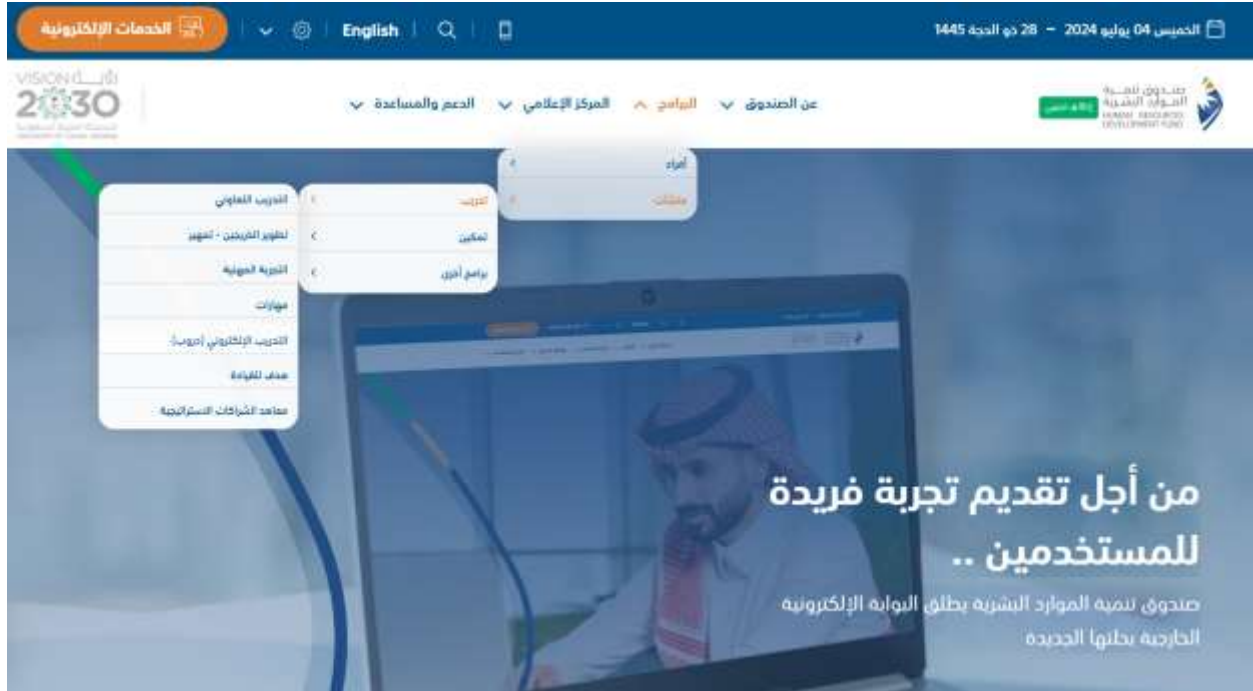 الخميس 04 يوليو 2024 – 28 ذو الحجة 1445
English
الخدمات الإلكترونية
صندوق تنمية
الموارد البشرية
HUMAN RESOURCES
DEVELOPMENT FUND
عن الصندوق
البرامج
المركز الإعلامي
الدعم والمساعدة
VISION رؤيــة
2030
أفراد
منشآت
تدريب
تمكين
برامج أخرى
التدريب التعاوني
تطوير الخريجين - تمهير
التجربة المهنية
مهارات
التدريب الإلكتروني (دروب)
هدف للقيادة
معاهد الشراكات الاستراتيجية
من أجل تقديم تجربة فريدة
للمستخدمين ..
صندوق تنمية الموارد البشرية يطلق البوابة الإلكترونية
الخارجية بحلتها الجديدة